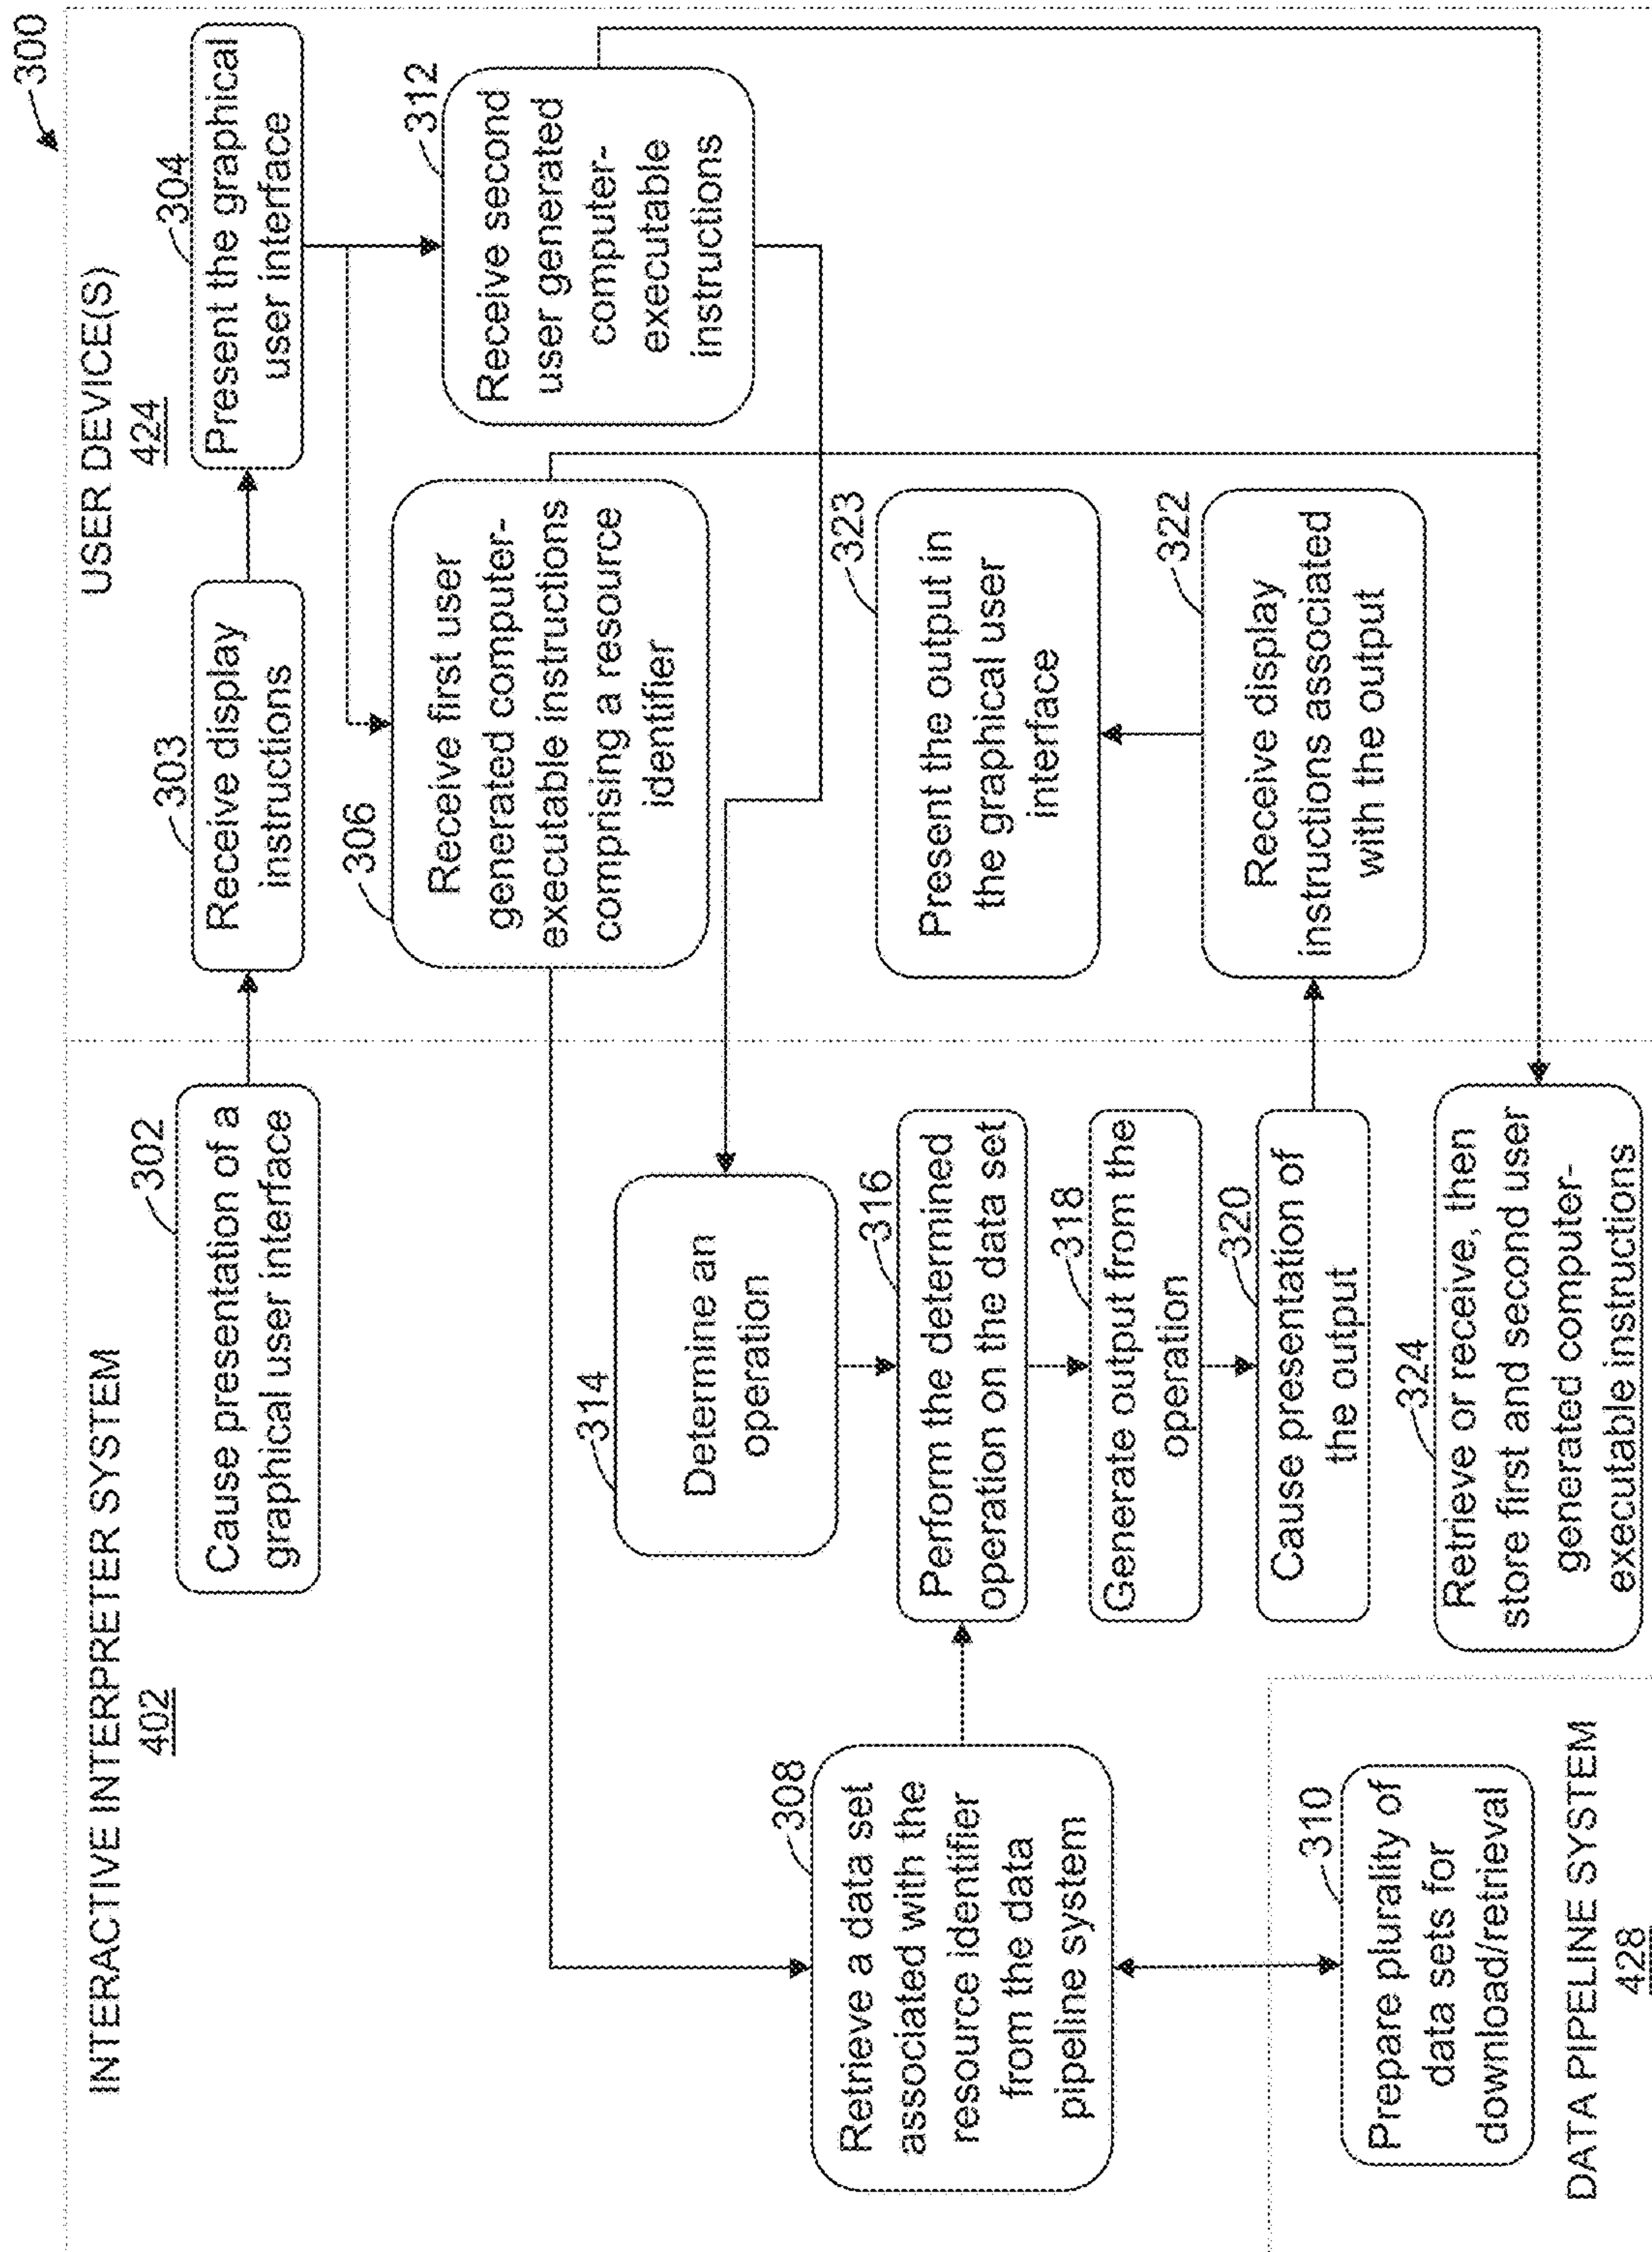 300
INTERACTIVE INTERPRETER SYSTEM
402
USER DEVICE(S)
424
302
Cause presentation of a
graphical user interface
303
Receive display
instructions
304
Present the graphical
user interface
306
Receive first user
generated computer-
executable instructions
comprising a resource
identifier
312
Receive second
user generated
computer-
executable
instructions
314
Determine an
operation
308
Retrieve a data set
associated with the
resource identifier
from the data
pipeline system
316
Perform the determined
operation on the data set
318
Generate output from the
operation
320
Cause presentation of
the output
323
Present the output in
the graphical user
interface
322
Receive display
instructions associated
with the output
310
Prepare plurality of
data sets for
download/retrieval
DATA PIPELINE SYSTEM
428
324
Retrieve or receive, then
store first and second user
generated computer-
executable instructions